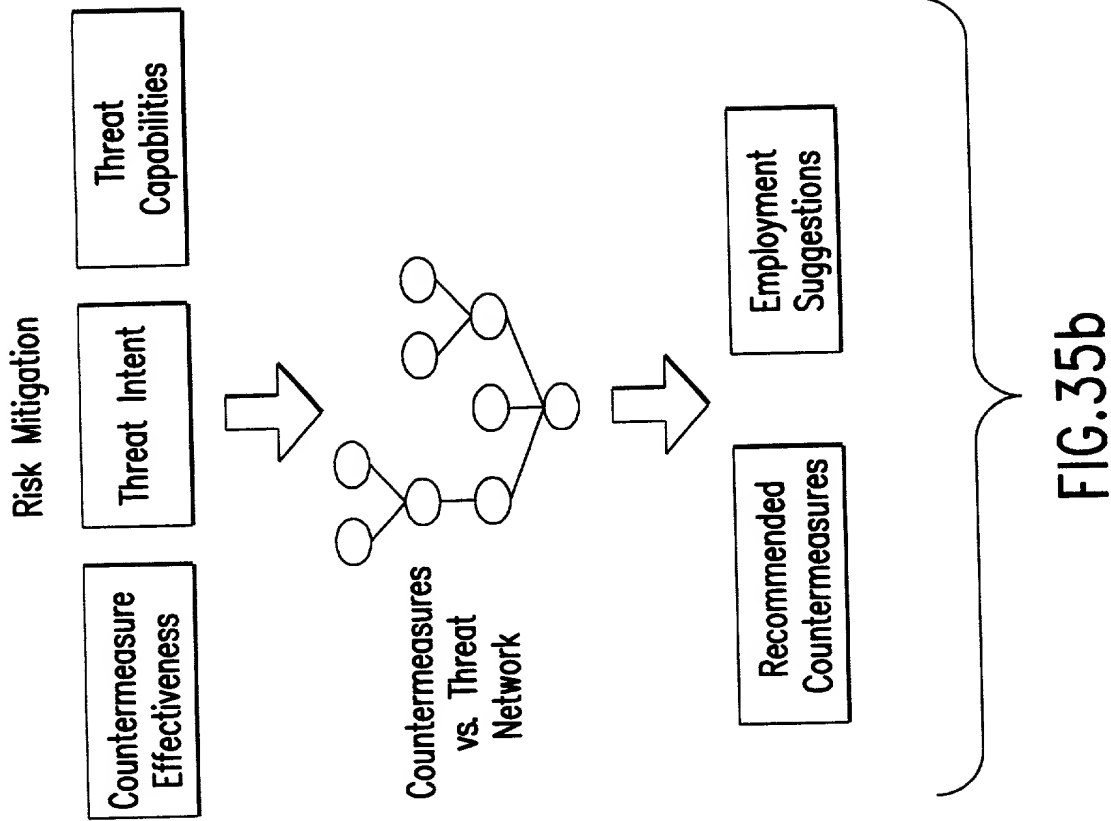 Risk Mitigation
Countermeasure
Effectiveness
Threat Intent
Threat
Capabilities
Countermeasures
vs. Threat
Network
Recommended
Countermeasures
Employment
Suggestions
FIG.35b